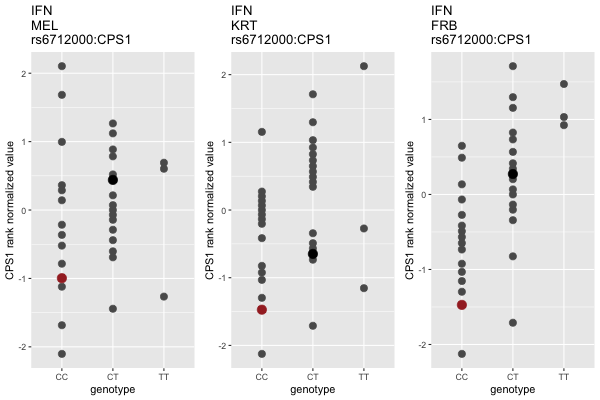 IFN
MEL
rs6712000:CPS1
CPS1 rank normalized value
2
1
0
-1
-2
CC
CT
TT
genotype
IFN
KRT
rs6712000:CPS1
CPS1 rank normalized value
2
1
0
-1
-2
CC
CT
TT
genotype
IFN
FRB
rs6712000:CPS1
CPS1 rank normalized value
1
0
-1
-2
CC
CT
TT
genotype